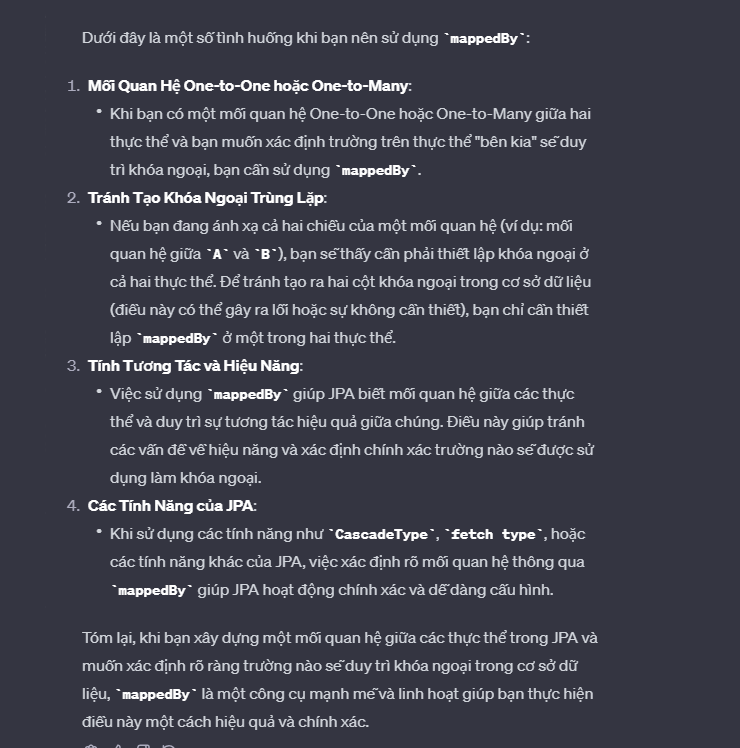 Dưới đây là một số tình huống khi bạn nên sử dụng `mappedBy`:
1. Mối Quan Hệ One-to-One hoặc One-to-Many:
• Khi bạn có một mối quan hệ One-to-One hoặc One-to-Many giữa hai
thực thể và bạn muốn xác định trường trên thực thể "bên kia" sẽ duy
trì khóa ngoại, bạn cần sử dụng `mappedBy`.
2. Tránh Tạo Khóa Ngoại Trùng Lặp:
• Nếu bạn đang ánh xạ cả hai chiều của một mối quan hệ (ví dụ: mối
quan hệ giữa `A` và `B`), bạn sẽ thấy cần phải thiết lập khóa ngoại ở
cả hai thực thể. Để tránh tạo ra hai cột khóa ngoại trong cơ sở dữ liệu
(điều này có thể gây ra lỗi hoặc sự không cần thiết), bạn chỉ cần thiết
lập `mappedBy` ở một trong hai thực thể.
3. Tính Tương Tác và Hiệu Năng:
• Việc sử dụng `mappedBy` giúp JPA biết mối quan hệ giữa các thực
thể và duy trì sự tương tác hiệu quả giữa chúng. Điều này giúp tránh
các vấn đề về hiệu năng và xác định chính xác trường nào sẽ được sử
dụng làm khóa ngoại.
4. Các Tính Năng của JPA:
• Khi sử dụng các tính năng như `CascadeType`, `fetch type`, hoặc
các tính năng khác của JPA, việc xác định rõ mối quan hệ thông qua
`mappedBy` giúp JPA hoạt động chính xác và dễ dàng cấu hình.
Tóm lại, khi bạn xây dựng một mối quan hệ giữa các thực thể trong JPA và
muốn xác định rõ ràng trường nào sẽ duy trì khóa ngoại trong cơ sở dữ
liệu, `mappedBy` là một công cụ mạnh mẽ và linh hoạt giúp bạn thực hiện
điều này một cách hiệu quả và chính xác.